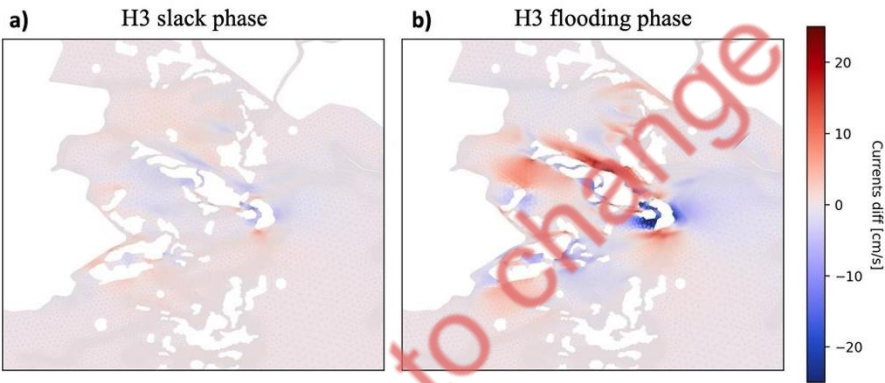 a) H3 slack phase
b) H3 flooding phase
20
10
0
−10
−20
Currents diff [cm/s]
to change